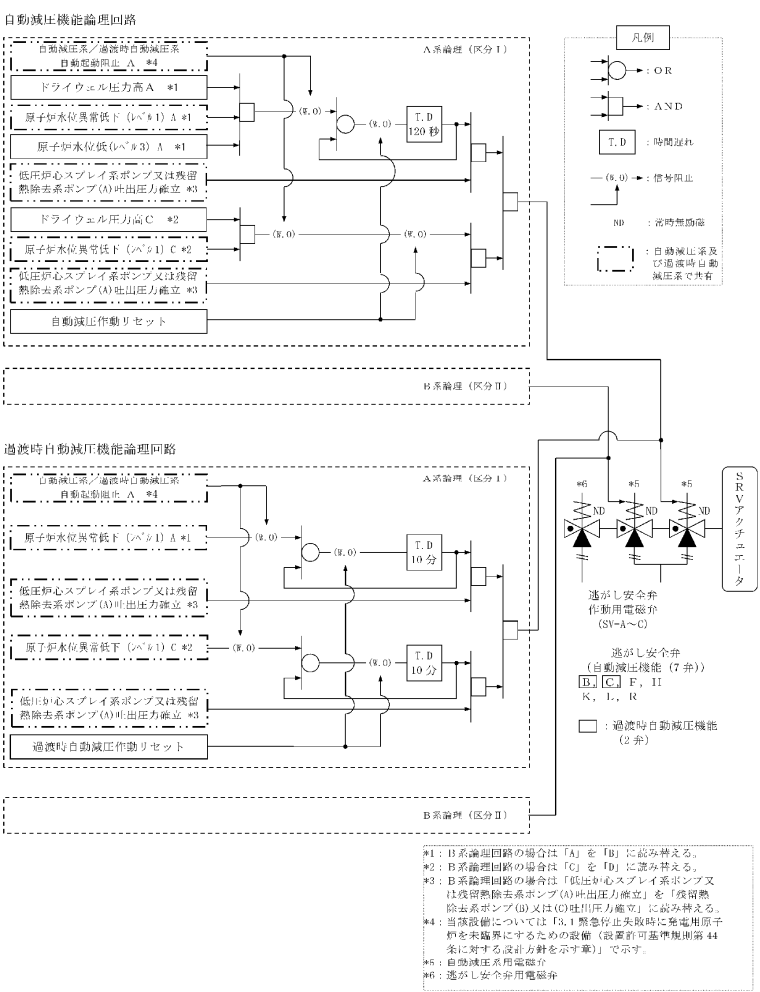 自動減圧機能論理回路
A系論理(区分Ⅰ)
自動減圧系/過渡時自動減圧系
自動起動阻止 A *4
ドライウェル圧力高A *1
原子炉水位異常低下(レベル1) A *1
原子炉水位低(レベル3) A *1
低圧炉心スプレイ系ポンプ又は残留
熱除去系ポンプ(A)吐出圧力確立 *3
ドライウェル圧力高C *2
原子炉水位異常低下(レベル1) C *2
低圧炉心スプレイ系ポンプ又は残留
熱除去系ポンプ(A)吐出圧力確立 *3
自動減圧作動リセット
(W.O)
(W.O)
T.D
120秒
(W.O)
(W.O)
B系論理(区分Ⅱ)
凡例
:OR
:AND
T.D
:時間遅れ
(W.O)
:信号阻止
ND
:常時無励磁
:自動減圧系及
び過渡時自動
減圧系で共有
過渡時自動減圧機能論理回路
A系論理(区分Ⅰ)
自動減圧系/過渡時自動減圧系
自動起動阻止 A *4
原子炉水位異常低下(レベル1) A *1
低圧炉心スプレイ系ポンプ又は残留
熱除去系ポンプ(A)吐出圧力確立 *3
原子炉水位異常低下(レベル1) C *2
低圧炉心スプレイ系ポンプ又は残留
熱除去系ポンプ(A)吐出圧力確立 *3
過渡時自動減圧作動リセット
(W.O)
(W.O)
T.D
10分
(W.O)
(W.O)
T.D
10分
B系論理(区分Ⅱ)
*6
*5
*5
ND
ND
ND
SRVアクチュエータ
逃がし安全弁
作動用電磁弁
(SV-A~C)
逃がし安全弁
(自動減圧機能(7弁))
B, C, F, H
K, L, R
:過渡時自動減圧機能
(2弁)
*1:B系論理回路の場合は「A」を「B」に読み替える。
*2:B系論理回路の場合は「C」を「D」に読み替える。
*3:B系論理回路の場合は「低圧炉心スプレイ系ポンプ又
は残留熱除去系ポンプ(A)吐出圧力確立」を「残留熱
除去系ポンプ(B)又は(C)吐出圧力確立」に読み替える。
*4:当該設備については「3.1緊急停止失敗時に発電用原子
炉を未臨界にするための設備(設置許可基準規則第44
条に対する設計方針を示す章)」で示す。
*5:自動減圧系用電磁弁
*6:逃がし安全弁用電磁弁